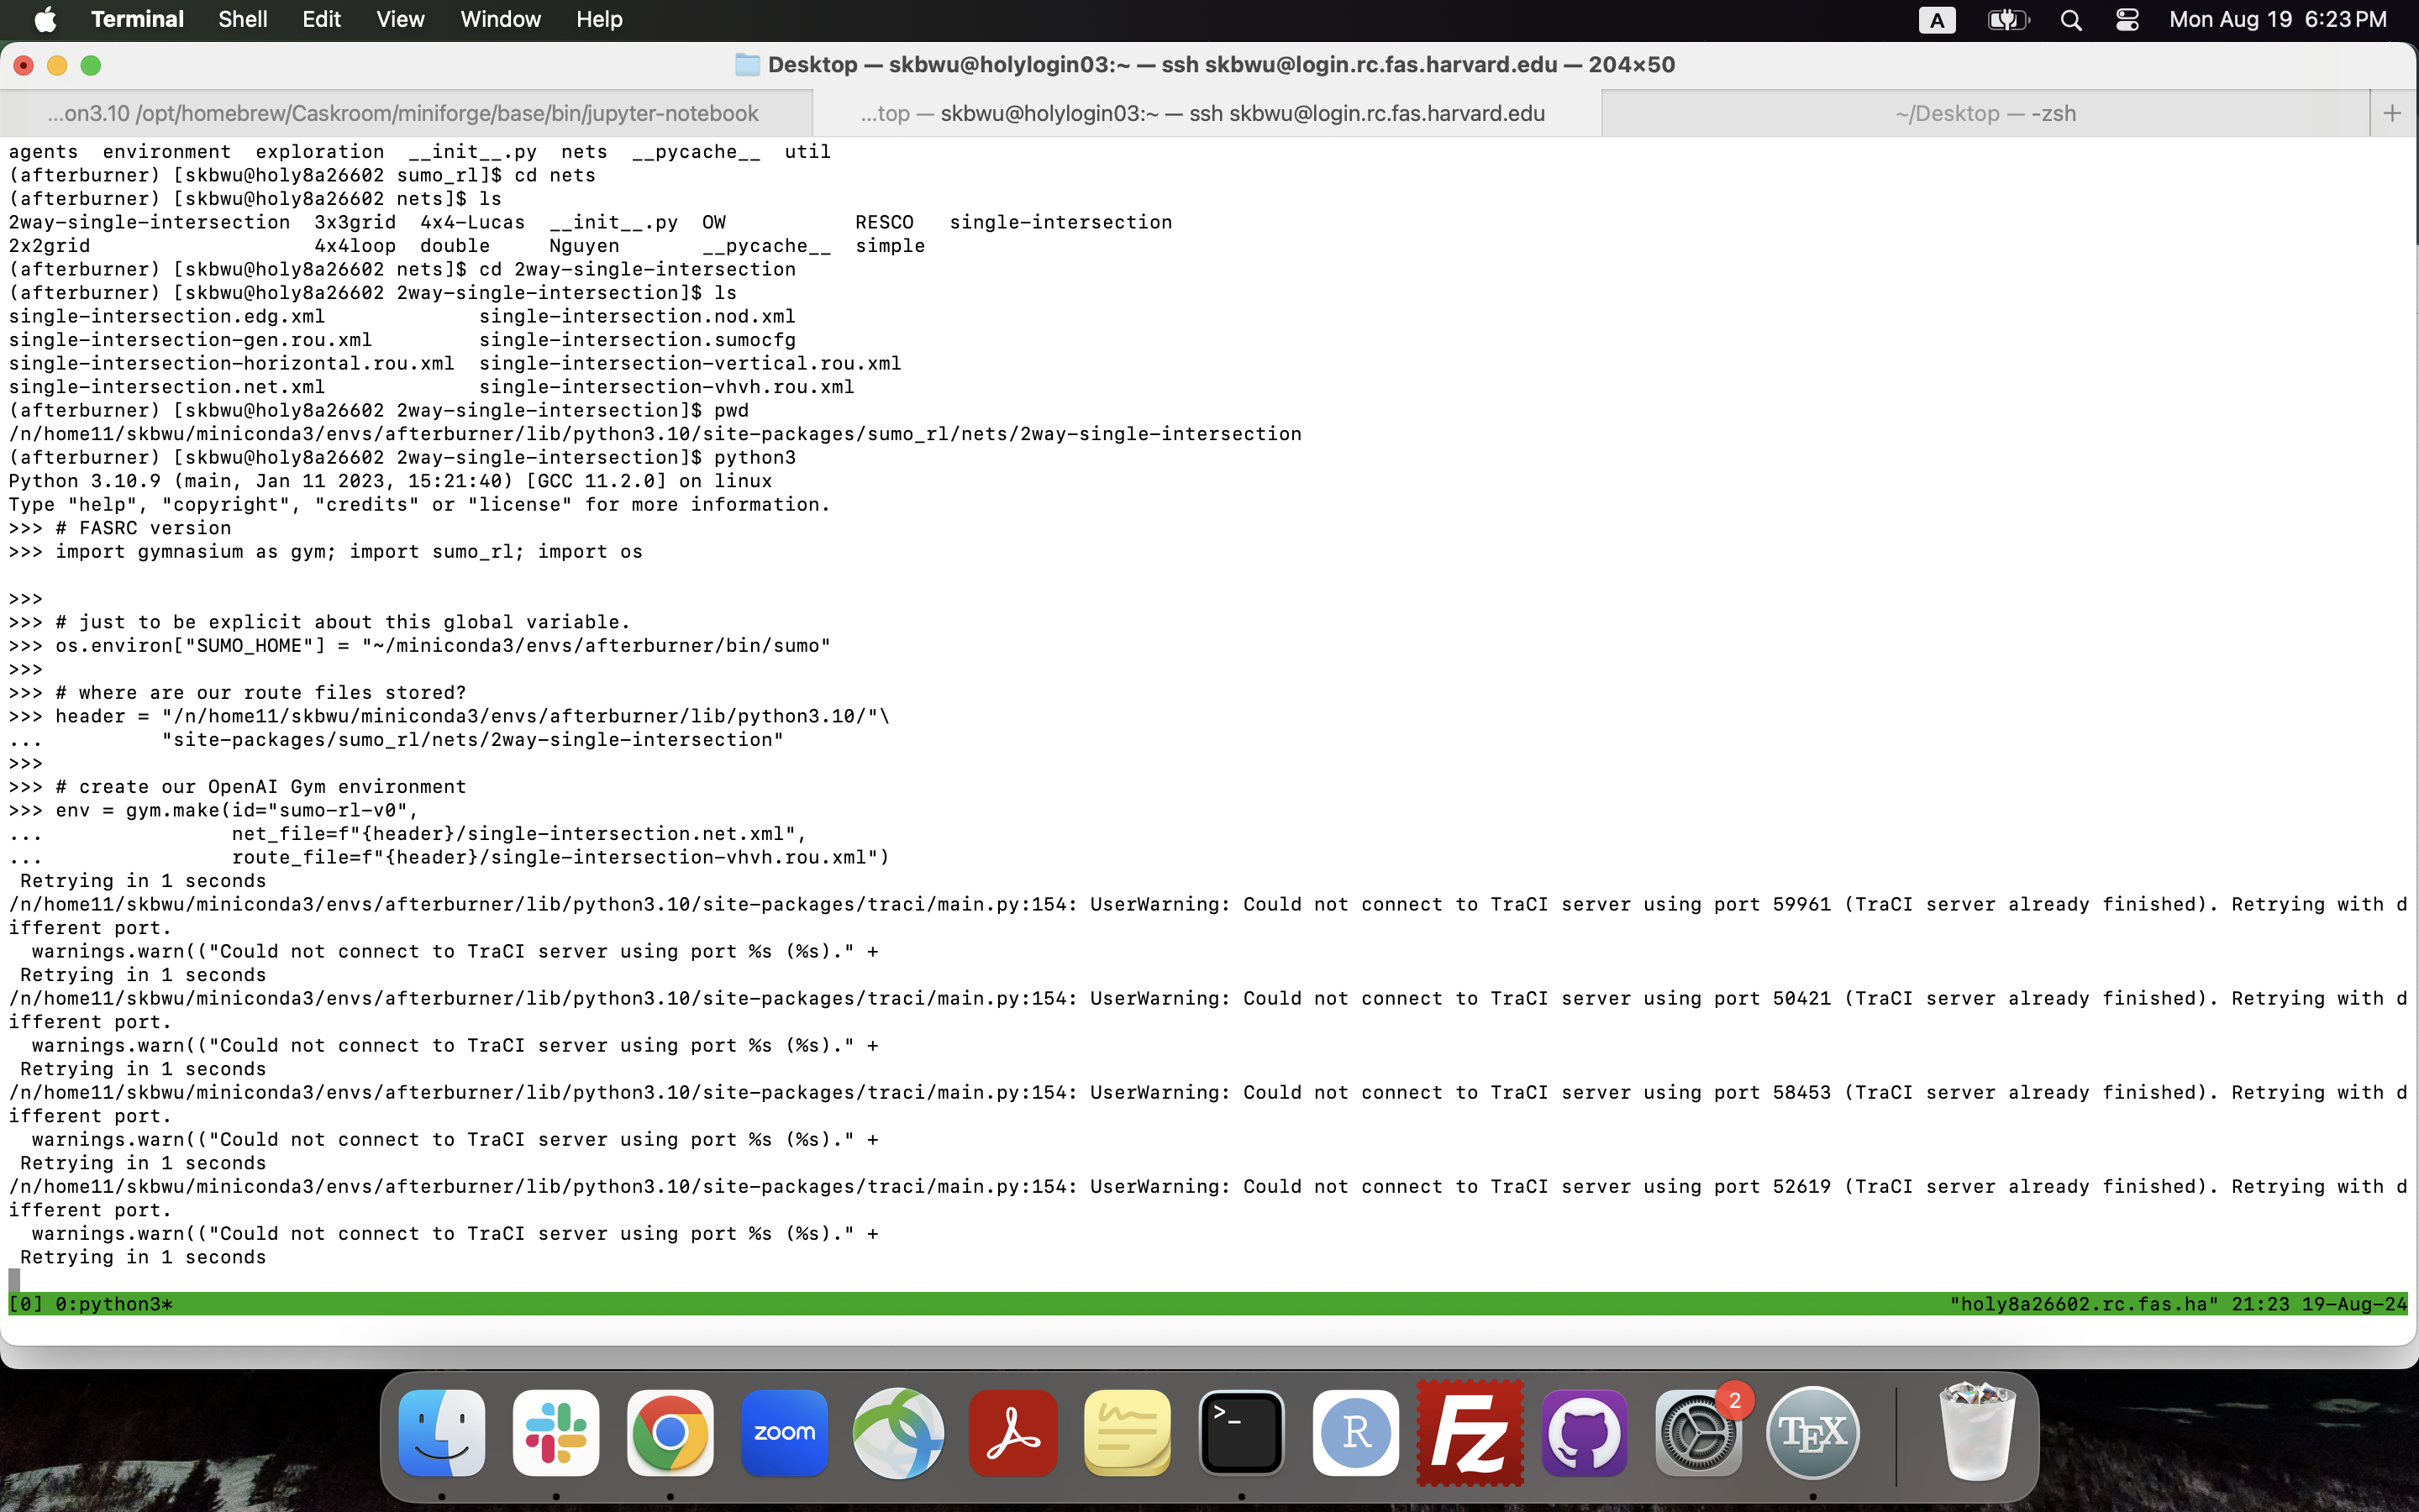 Terminal Shell Edit View Window Help A Mon Aug 19 6:23 PM
Desktop — skbwu@holylogin03:~ — ssh skbwu@login.rc.fas.harvard.edu — 204×50
...on3.10 /opt/homebrew/Caskroom/miniforge/base/bin/jupyter-notebook ...top — skbwu@holylogin03:~ — ssh skbwu@login.rc.fas.harvard.edu ~/Desktop — -zsh +
agents  environment  exploration  __init__.py  nets  __pycache__  util
(afterburner) [skbwu@holy8a26602 sumo_rl]$ cd nets
(afterburner) [skbwu@holy8a26602 nets]$ ls
2way-single-intersection  3x3grid  4x4-Lucas  __init__.py  OW           RESCO   single-intersection
2x2grid                   4x4loop  double     Nguyen       __pycache__  simple
(afterburner) [skbwu@holy8a26602 nets]$ cd 2way-single-intersection
(afterburner) [skbwu@holy8a26602 2way-single-intersection]$ ls
single-intersection.edg.xml             single-intersection.nod.xml
single-intersection-gen.rou.xml         single-intersection.sumocfg
single-intersection-horizontal.rou.xml  single-intersection-vertical.rou.xml
single-intersection.net.xml             single-intersection-vhvh.rou.xml
(afterburner) [skbwu@holy8a26602 2way-single-intersection]$ pwd
/n/home11/skbwu/miniconda3/envs/afterburner/lib/python3.10/site-packages/sumo_rl/nets/2way-single-intersection
(afterburner) [skbwu@holy8a26602 2way-single-intersection]$ python3
Python 3.10.9 (main, Jan 11 2023, 15:21:40) [GCC 11.2.0] on linux
Type "help", "copyright", "credits" or "license" for more information.
>>> # FASRC version
>>> import gymnasium as gym; import sumo_rl; import os
>>>
>>> # just to be explicit about this global variable.
>>> os.environ["SUMO_HOME"] = "~/miniconda3/envs/afterburner/bin/sumo"
>>>
>>> # where are our route files stored?
>>> header = "/n/home11/skbwu/miniconda3/envs/afterburner/lib/python3.10/"\
...          "site-packages/sumo_rl/nets/2way-single-intersection"
>>>
>>> # create our OpenAI Gym environment
>>> env = gym.make(id="sumo-rl-v0",
...                net_file=f"{header}/single-intersection.net.xml",
...                route_file=f"{header}/single-intersection-vhvh.rou.xml")
 Retrying in 1 seconds
/n/home11/skbwu/miniconda3/envs/afterburner/lib/python3.10/site-packages/traci/main.py:154: UserWarning: Could not connect to TraCI server using port 59961 (TraCI server already finished). Retrying with d
ifferent port.
  warnings.warn(("Could not connect to TraCI server using port %s (%s)." +
 Retrying in 1 seconds
/n/home11/skbwu/miniconda3/envs/afterburner/lib/python3.10/site-packages/traci/main.py:154: UserWarning: Could not connect to TraCI server using port 50421 (TraCI server already finished). Retrying with d
ifferent port.
  warnings.warn(("Could not connect to TraCI server using port %s (%s)." +
 Retrying in 1 seconds
/n/home11/skbwu/miniconda3/envs/afterburner/lib/python3.10/site-packages/traci/main.py:154: UserWarning: Could not connect to TraCI server using port 58453 (TraCI server already finished). Retrying with d
ifferent port.
  warnings.warn(("Could not connect to TraCI server using port %s (%s)." +
 Retrying in 1 seconds
/n/home11/skbwu/miniconda3/envs/afterburner/lib/python3.10/site-packages/traci/main.py:154: UserWarning: Could not connect to TraCI server using port 52619 (TraCI server already finished). Retrying with d
ifferent port.
  warnings.warn(("Could not connect to TraCI server using port %s (%s)." +
 Retrying in 1 seconds
[0] 0:python3* "holy8a26602.rc.fas.ha" 21:23 19-Aug-24
zoom >_ R Fz 2 TEX